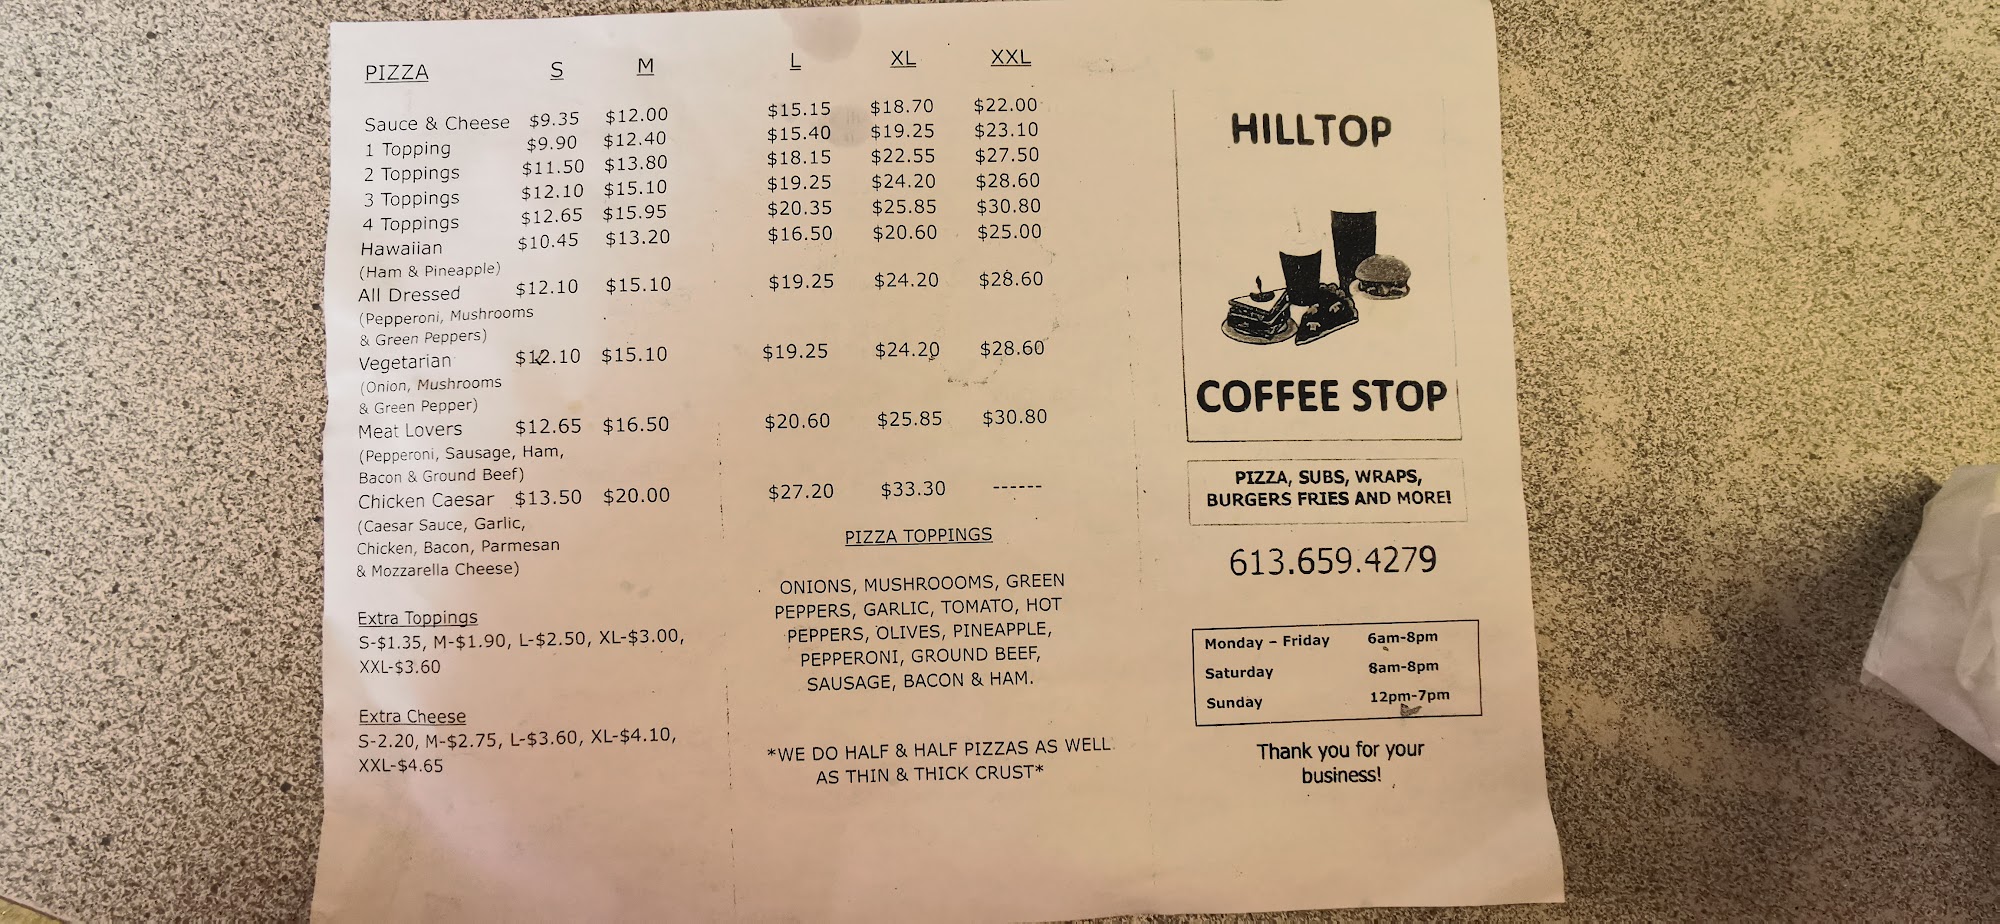 PIZZA S M L XL XXL
Sauce & Cheese $9.35 $12.00 $15.15 $18.70 $22.00
1 Topping $9.90 $12.40 $15.40 $19.25 $23.10
2 Toppings $11.50 $13.80 $18.15 $22.55 $27.50
3 Toppings $12.10 $15.10 $19.25 $24.20 $28.60
4 Toppings $12.65 $15.95 $20.35 $25.85 $30.80
Hawaiian $10.45 $13.20 $16.50 $20.60 $25.00
(Ham & Pineapple)
All Dressed $12.10 $15.10 $19.25 $24.20 $28.60
(Pepperoni, Mushrooms
& Green Peppers)
Vegetarian $12.10 $15.10 $19.25 $24.20 $28.60
(Onion, Mushrooms
& Green Pepper)
Meat Lovers $12.65 $16.50 $20.60 $25.85 $30.80
(Pepperoni, Sausage, Ham,
Bacon & Ground Beef)
Chicken Caesar $13.50 $20.00 $27.20 $33.30 ------
(Caesar Sauce, Garlic,
Chicken, Bacon, Parmesan
& Mozzarella Cheese)
Extra Toppings
S-$1.35, M-$1.90, L-$2.50, XL-$3.00,
XXL-$3.60
Extra Cheese
S-2.20, M-$2.75, L-$3.60, XL-$4.10,
XXL-$4.65
PIZZA TOPPINGS
ONIONS, MUSHROOOMS, GREEN
PEPPERS, GARLIC, TOMATO, HOT
PEPPERS, OLIVES, PINEAPPLE,
PEPPERONI, GROUND BEEF,
SAUSAGE, BACON & HAM.
*WE DO HALF & HALF PIZZAS AS WELL
AS THIN & THICK CRUST*
HILLTOP
COFFEE STOP
PIZZA, SUBS, WRAPS,
BURGERS FRIES AND MORE!
613.659.4279
Monday – Friday 6am-8pm
Saturday 8am-8pm
Sunday 12pm-7pm
Thank you for your
business!